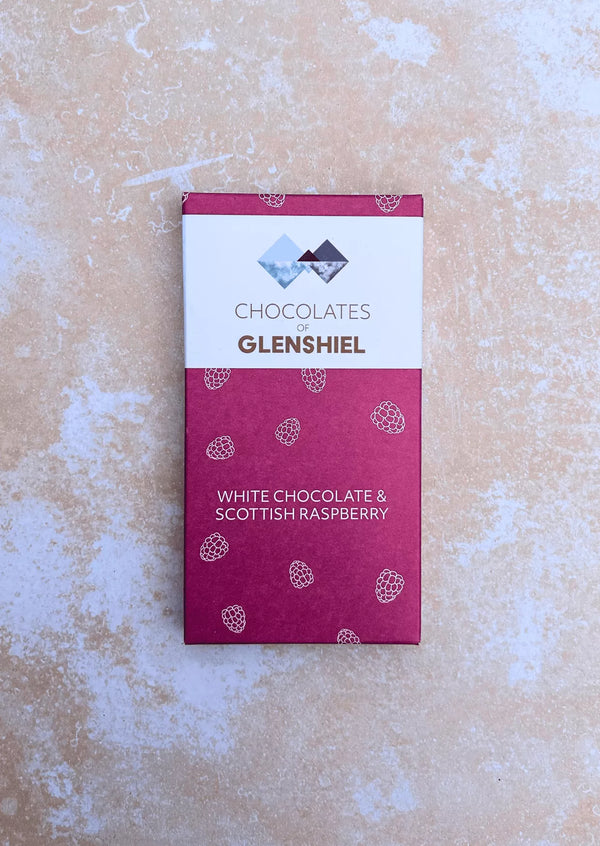 CHOCOLATES
OF
GLENSHIEL
WHITE CHOCOLATE &
SCOTTISH RASPBERRY